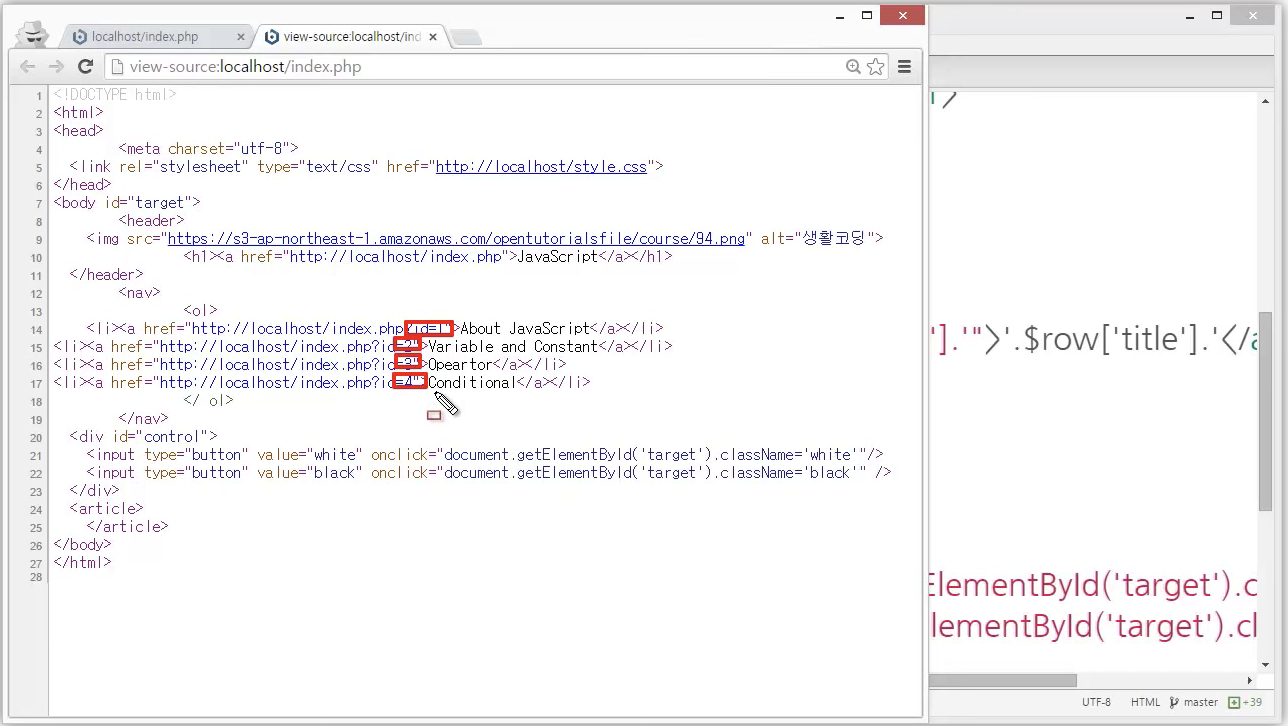 localhost/index.php
view-source:localhost/ind
view-source:localhost/index.php
1 <!DOCTYPE html>
2 <html>
3 <head>
4 <meta charset="utf-8">
5 <link rel="stylesheet" type="text/css" href="http://localhost/style.css">
6 </head>
7 <body id="target">
8 <header>
9 <img src="https://s3-ap-northeast-1.amazonaws.com/opentutorialsfile/course/94.png" alt="생활코딩">
10 <h1><a href="http://localhost/index.php">JavaScript</a></h1>
11 </header>
12 <nav>
13 <ol>
14 <li><a href="http://localhost/index.php?id=1">About JavaScript</a></li>
15 <li><a href="http://localhost/index.php?id=2">Variable and Constant</a></li>
16 <li><a href="http://localhost/index.php?id=3">Opeartor</a></li>
17 <li><a href="http://localhost/index.php?id=4">Conditional</a></li>
18 </ ol>
19 </nav>
20 <div id="control">
21 <input type="button" value="white" onclick="document.getElementById('target').className='white'"/>
22 <input type="button" value="black" onclick="document.getElementById('target').className='black'" />
23 </div>
24 <article>
25 </article>
26 </body>
27 </html>
28
/>
'].'">'.$row['title'].'</a
ElementById('target').c
lementById('target').cl
UTF-8 HTML master +39